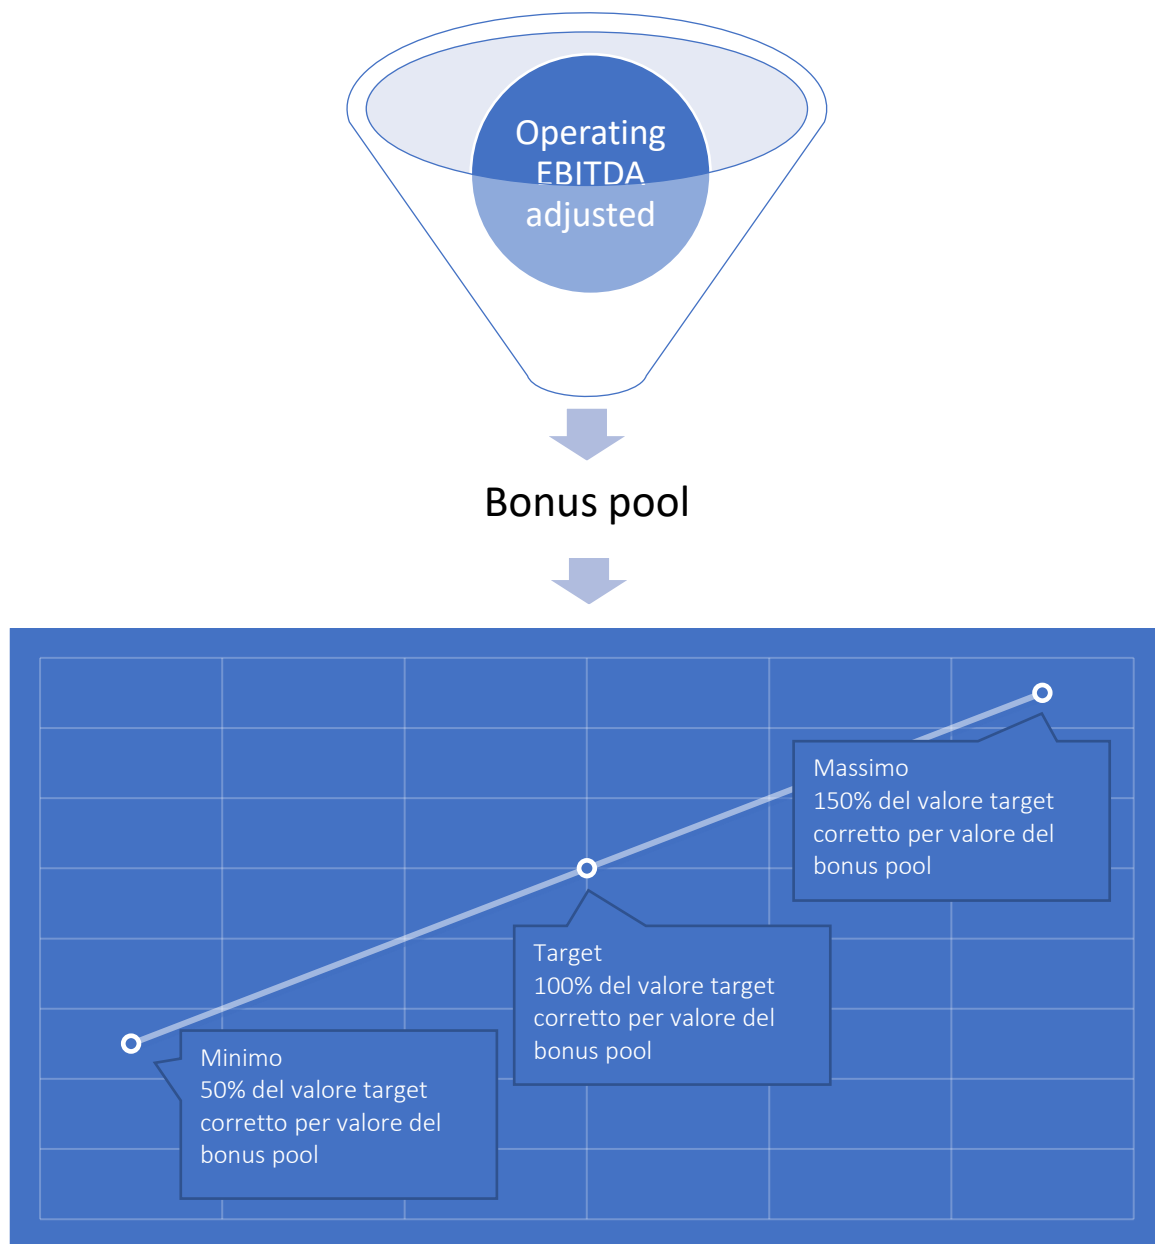 Operating
EBITDA
adjusted
Bonus pool
Massimo
150% del valore target
corretto per valore del
bonus pool
Target
100% del valore target
corretto per valore del
bonus pool
Minimo
50% del valore target
corretto per valore del
bonus pool